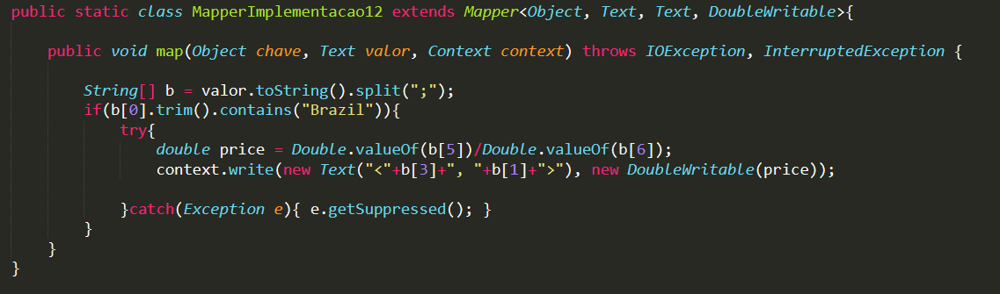 public static class MapperImplementacao12 extends Mapper<Object, Text, Text, DoubleWritable>{
public void map(Object chave, Text valor, Context context) throws IOException, InterruptedException {
String[] b = valor.toString().split(";");
if(b[0].trim().contains("Brazil")){
try{
double price = Double.valueOf(b[5])/Double.valueOf(b[6]);
context.write(new Text("<"+b[3]+", "+b[1]+">"), new DoubleWritable(price));
}catch(Exception e){ e.getSuppressed(); }
}
}
}